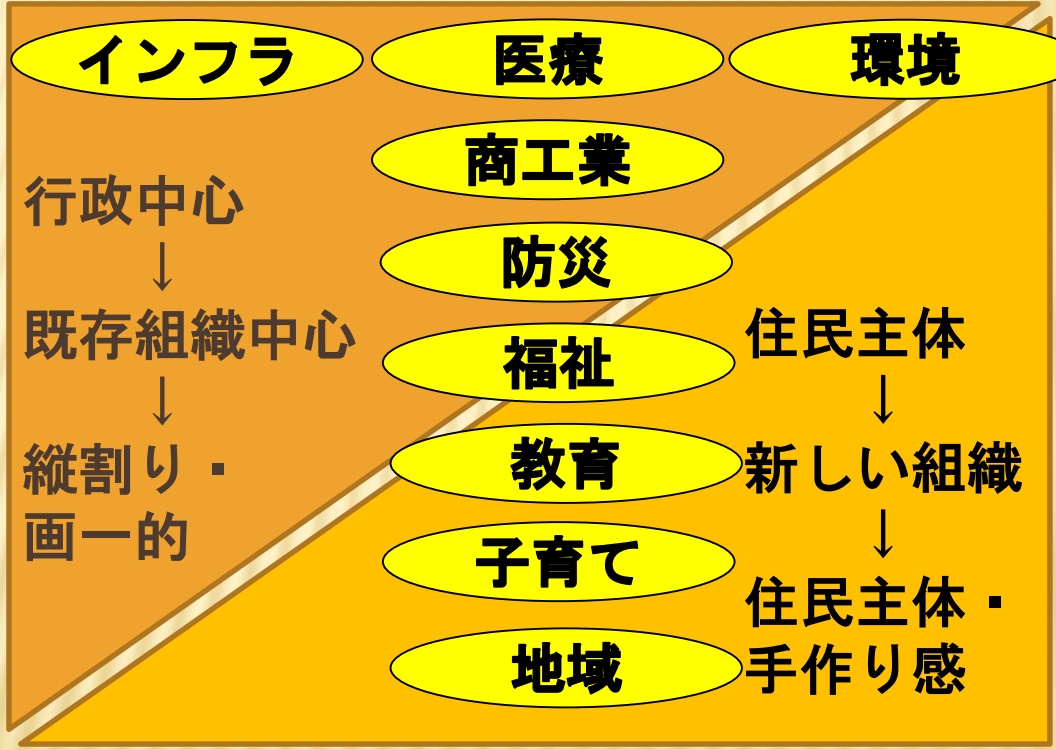 インフラ
医療
環境
商工業
防災
福祉
教育
子育て
地域
行政中心
↓
既存組織中心
↓
縦割り・
画一的
住民主体
↓
新しい組織
↓
住民主体・
手作り感